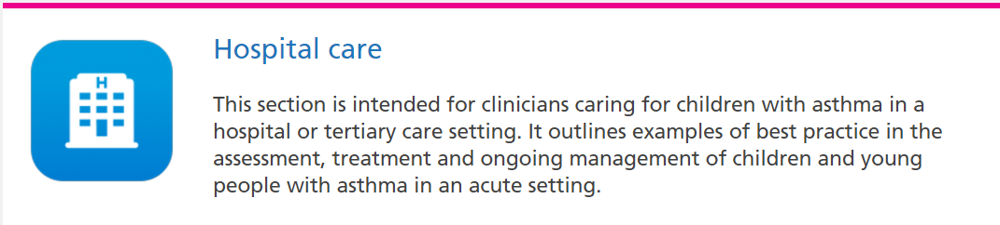 H
Hospital care
This section is intended for clinicians caring for children with asthma in a
hospital or tertiary care setting. It outlines examples of best practice in the
assessment, treatment and ongoing management of children and young
people with asthma in an acute setting.